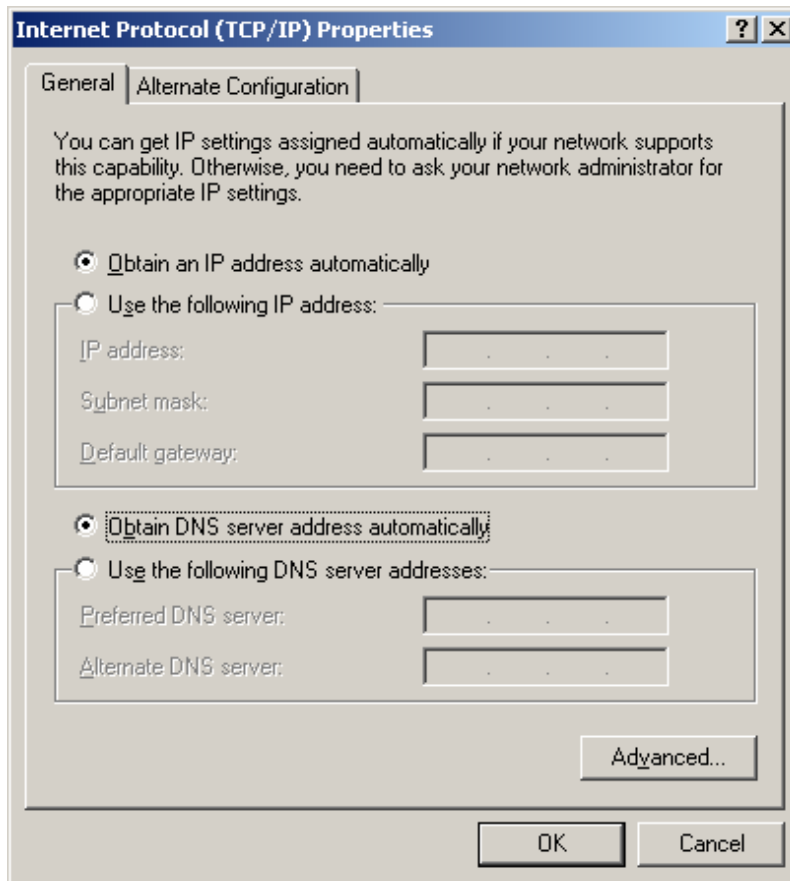 Internet Protocol (TCP/IP) Properties
General
Alternate Configuration
You can get IP settings assigned automatically if your network supports
this capability. Otherwise, you need to ask your network administrator for
the appropriate IP settings.
Obtain an IP address automatically
Use the following IP address:
IP address:
Subnet mask:
Default gateway:
Obtain DNS server address automatically
Use the following DNS server addresses:
Preferred DNS server:
Alternate DNS server:
Advanced...
OK
Cancel